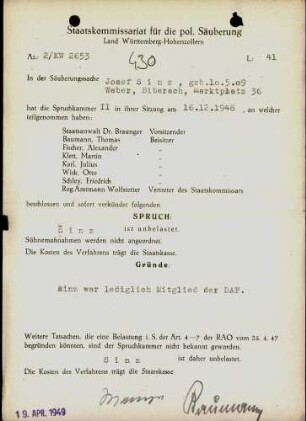 Staatskommissariat für die pol. Säuberung
Land Württemberg-Hohenzollern
Az: 2/KW 2653
430
L: 41
In der Säuberungssache Josef Sinz, geb. 10.5.09
Weber, Biberach, Marktplatz 36
hat die Spruchkammer II in ihrer Sitzung am 16.12.1948, an welcher
teilgenommen haben:
Staatsanwalt Dr. Braunger Vorsitzender
Baumann, Thomas Beisitzer
Fischer, Alexander „
Klett, Martin „
Karl, Julius „
Wide, Otto „
Schley, Friedrich „
Reg.Amtmann Wolfstetter Vertreter des Staatskommissars
beschlossen und sofort verkündet folgenden
SPRUCH:
Sinz ist unbelastet.
Sühnemaßnahmen werden nicht angeordnet.
Die Kosten des Verfahrens trägt die Staatskasse.
Gründe:
Sinz war lediglich Mitglied der DAF.
Weitere Tatsachen, die eine Belastung i. S. der Art. 4–7 der RAO vom 25. 4. 47
begründen könnten, sind der Spruchkammer nicht bekannt geworden.
Sinz ist daher unbelastet.
Die Kosten des Verfahrens trägt die Staatskasse
Baumann
19. APR. 1949